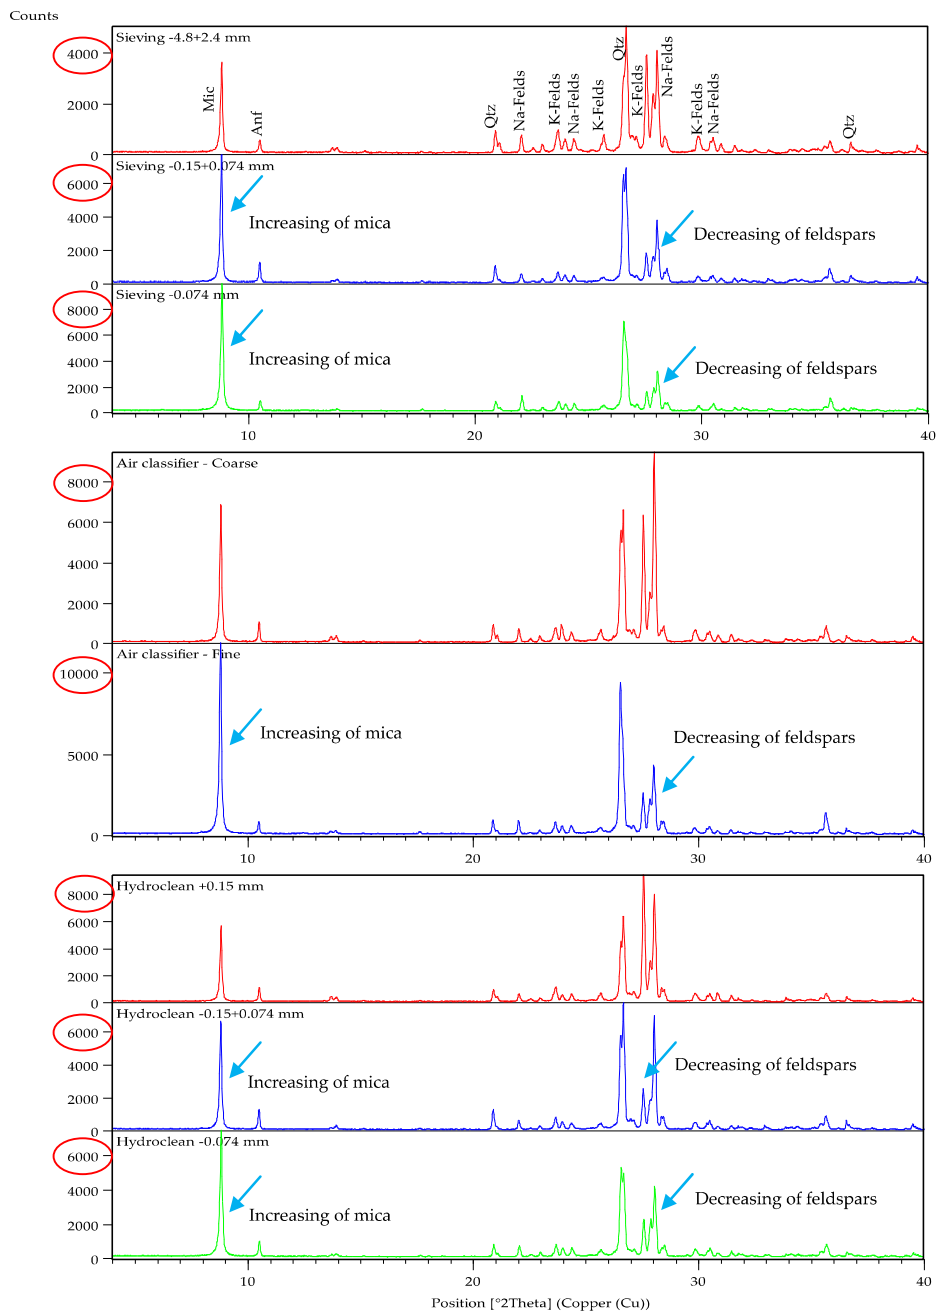 Counts
Sieving -4.8+2.4 mm
4000
2000
0
Mic
Anf
Qtz
Na-Felds
K-Felds
Na-Felds
K-Felds
Qtz
K-Felds
Na-Felds
K-Felds
Na-Felds
Qtz
Sieving -0.15+0.074 mm
6000
4000
2000
0
Increasing of mica
Decreasing of feldspars
Sieving -0.074 mm
8000
6000
4000
2000
0
Increasing of mica
Decreasing of feldspars
10 20 30 40
Air classifier - Coarse
8000
6000
4000
2000
0
Air classifier - Fine
10000
5000
0
Increasing of mica
Decreasing of feldspars
10 20 30 40
Hydroclean +0.15 mm
8000
6000
4000
2000
0
Hydroclean -0.15+0.074 mm
6000
4000
2000
0
Increasing of mica
Decreasing of feldspars
Hydroclean -0.074 mm
6000
4000
2000
0
Increasing of mica
Decreasing of feldspars
10 20 30 40
Position [°2Theta] (Copper (Cu))